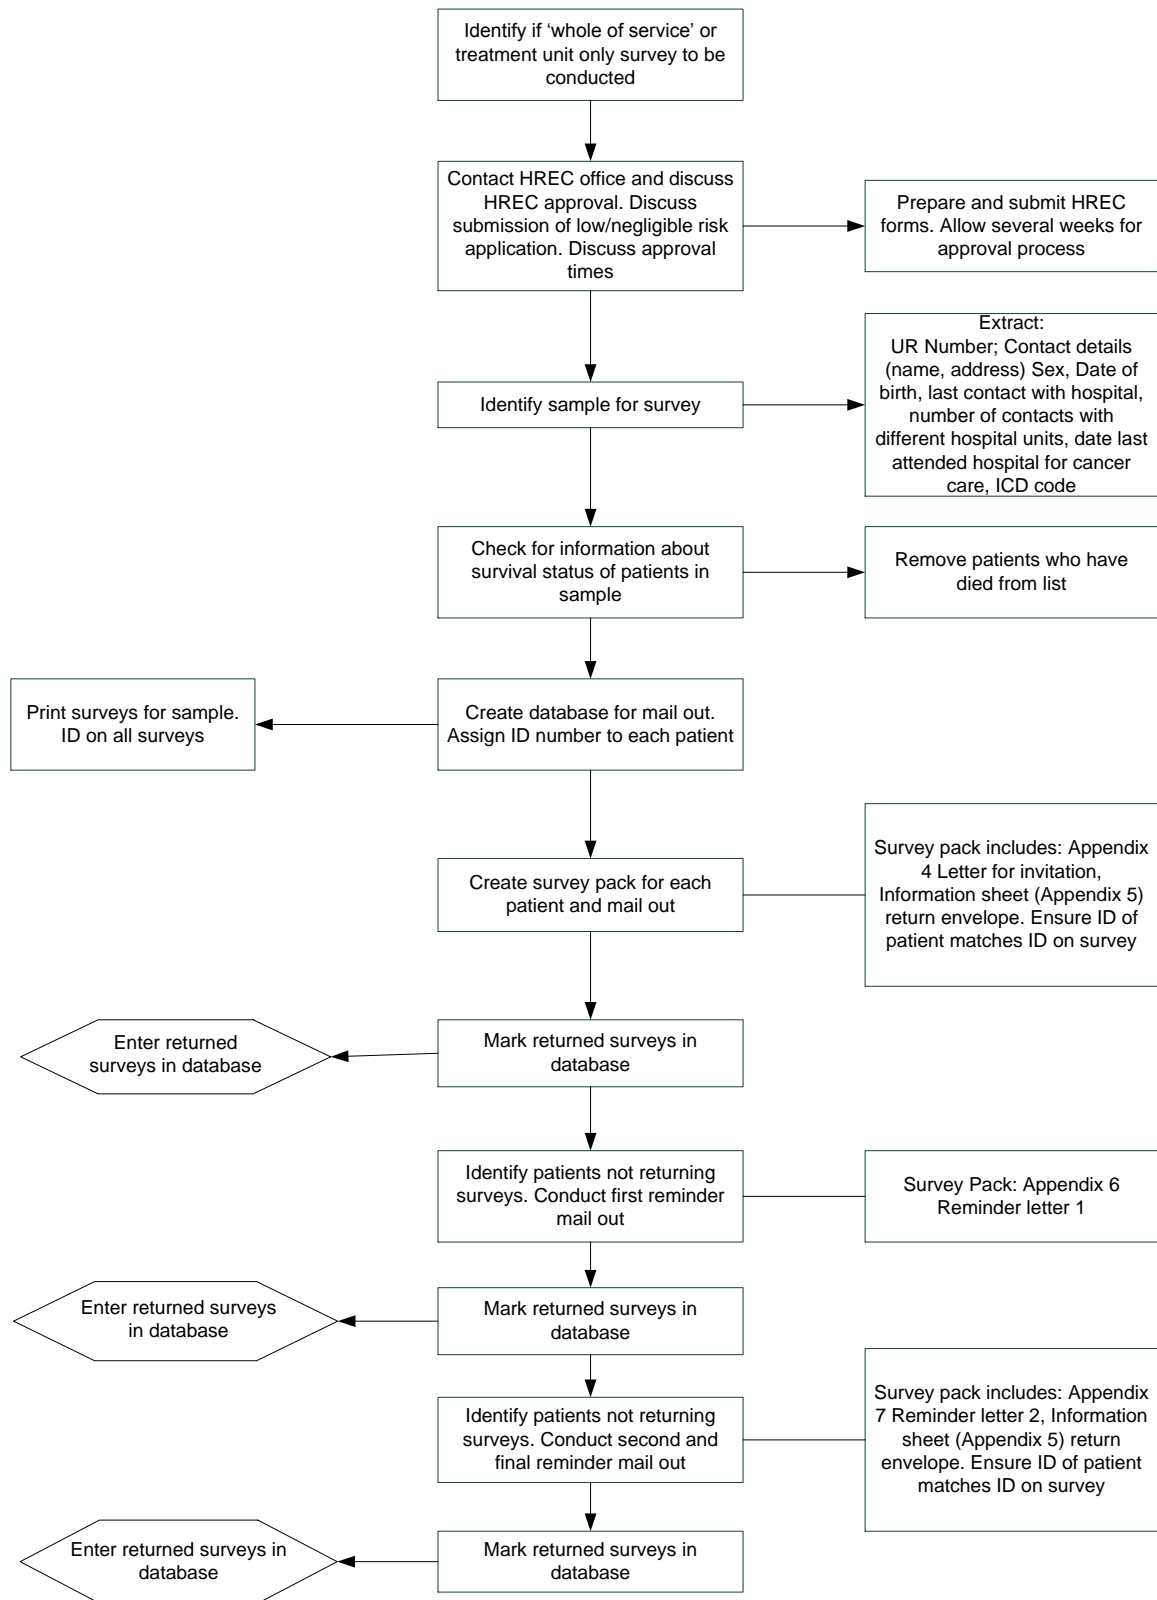 Identify if ‘whole of service’ or
treatment unit only survey to be
conducted
Contact HREC office and discuss
HREC approval. Discuss
submission of low/negligible risk
application. Discuss approval
times
Prepare and submit HREC
forms. Allow several weeks for
approval process
Extract:
UR Number; Contact details
(name, address) Sex, Date of
birth, last contact with hospital,
number of contacts with
different hospital units, date last
attended hospital for cancer
care, ICD code
Identify sample for survey
Check for information about
survival status of patients in
sample
Remove patients who have
died from list
Print surveys for sample.
ID on all surveys
Create database for mail out.
Assign ID number to each patient
Create survey pack for each
patient and mail out
Survey pack includes: Appendix
4 Letter for invitation,
Information sheet (Appendix 5)
return envelope. Ensure ID of
patient matches ID on survey
Enter returned
surveys in database
Mark returned surveys in
database
Identify patients not returning
surveys. Conduct first reminder
mail out
Survey Pack: Appendix 6
Reminder letter 1
Enter returned surveys
in database
Mark returned surveys in
database
Identify patients not returning
surveys. Conduct second and
final reminder mail out
Survey pack includes: Appendix
7 Reminder letter 2, Information
sheet (Appendix 5) return
envelope. Ensure ID of patient
matches ID on survey
Enter returned surveys in
database
Mark returned surveys in
database